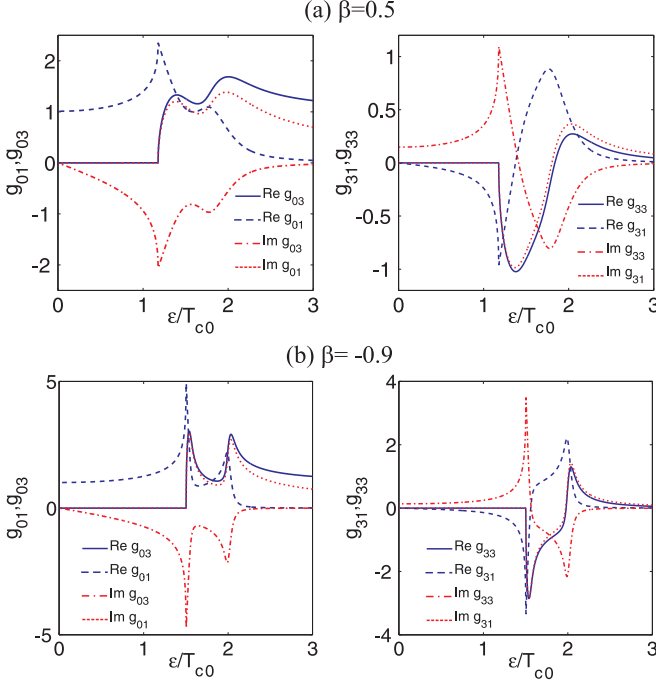 (a) β=0.5
g01,g03
2
1
0
-1
-2
0
1
2
3
ε/Tc0
Re g03
Re g01
Im g03
Im g01
g31,g33
1
0.5
0
-0.5
-1
0
1
2
3
ε/Tc0
Re g33
Re g31
Im g33
Im g31
(b) β= -0.9
g01,g03
5
0
-5
0
1
2
3
ε/Tc0
Re g03
Re g01
Im g03
Im g01
g31,g33
4
2
0
-2
-4
0
1
2
3
ε/Tc0
Re g33
Re g31
Im g33
Im g31